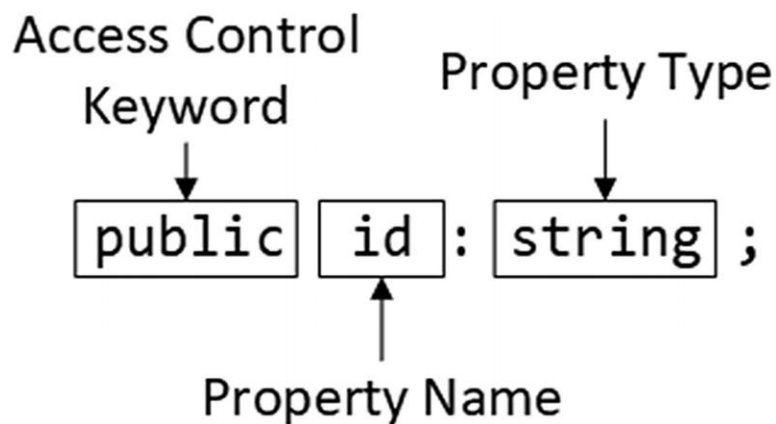 Access Control
Keyword
Property Type
public id : string ;
Property Name